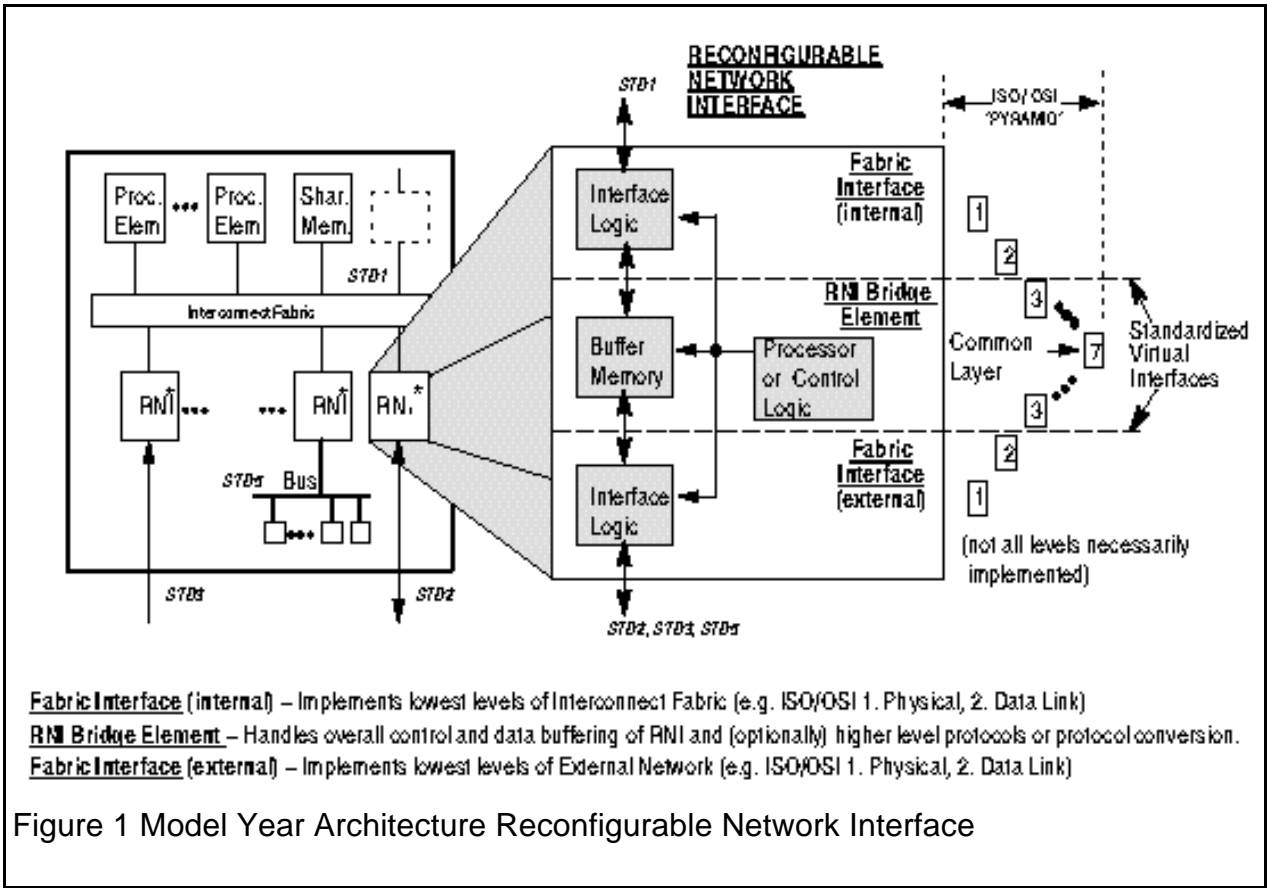 RECONFIGURABLE
NETWORK
INTERFACE
STD1
ISO/ OSI
'PYRAMID'
Proc.
Elem
•••
Proc.
Elem
Shar.
Mem.
STD1
Interconnect Fabric
RNI*
•••
•••
RNI*
RNI*
Bus
•••
STD2
Interface
Logic
Fabric
Interface
(internal)
Buffer
Memory
RNI Bridge
Element
Processor
or Control
Logic
Interface
Logic
Fabric
Interface
(external)
STD2, STD3,
1
2
3
Common
Layer
7
3
2
1
Standardized
Virtual
Interfaces
(not all levels necessarily
implemented)
Fabric Interface (internal) – Implements lowest levels of Interconnect Fabric (e.g. ISO/OSI 1. Physical, 2. Data Link)
RNI Bridge Element – Handles overall control and data buffering of RNI and (optionally) higher level protocols or protocol conversion.
Fabric Interface (external) – Implements lowest levels of External Network (e.g. ISO/OSI 1. Physical, 2. Data Link)
Figure 1 Model Year Architecture Reconfigurable Network Interface